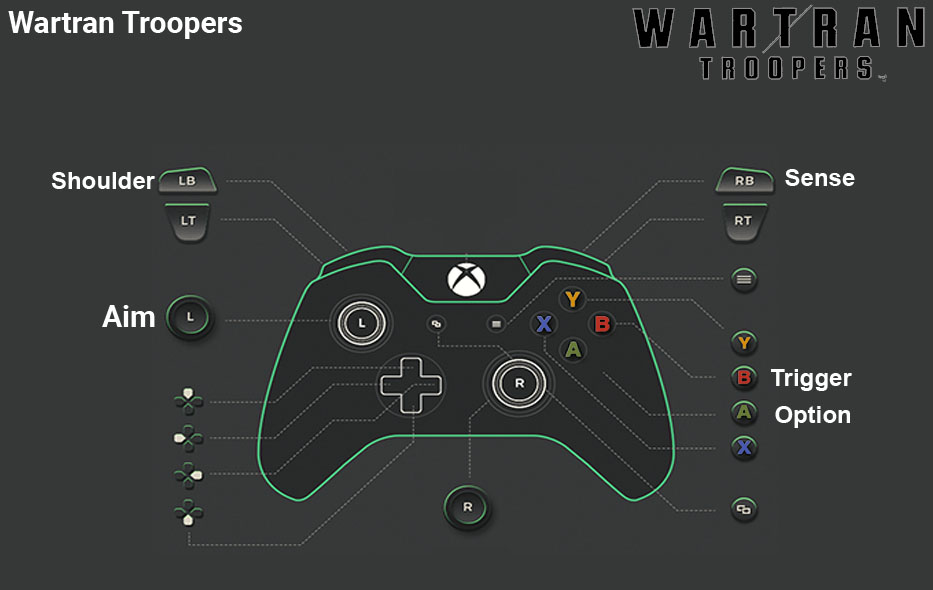 Wartran Troopers
WARTRAN
TROOPERS
Shoulder
LB
RB
Sense
LT
RT
Y
Aim
L
L
X
B
Y
A
R
B
Trigger
A
Option
X
R